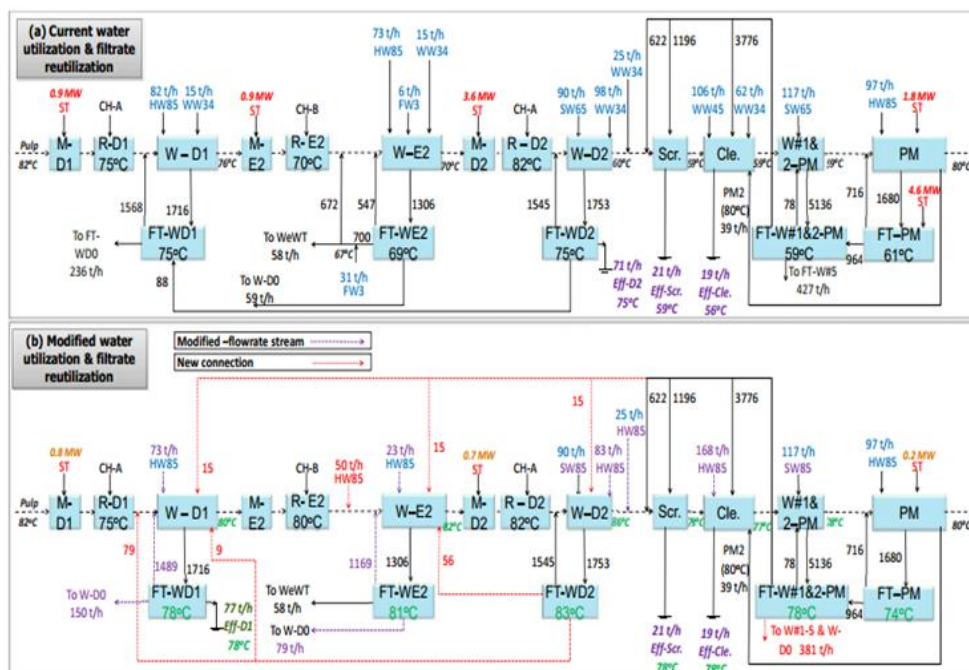 (a) Current water
utilization & filtrate
reutilization
73 t/h
HW85
15 t/h
WW34
622
1196
3776
25 t/h
WW34
0.9 MW
ST
CH-A
82 t/h
HW85
15 t/h
WW34
0.9 MW
ST
CH-B
6 t/h
FW3
3.6 MW
ST
CH-A
90 t/h
SW65
98 t/h
WW34
106 t/h
WW45
62 t/h
WW34
117 t/h
SW65
97 t/h
HW85
1.8 MW
ST
Pulp
82ºC
M-
D1
R-D1
75ºC
W – D1
76ºC
M-
E2
R- E2
70ºC
W-E2
70ºC
M-
D2
R – D2
82ºC
W-D2
60ºC
Scr.
59ºC
Cle.
59ºC
W#1&
2-PM
59ºC
PM
80ºC
1568
1716
672
547
1306
1545
1753
PM2
(80ºC)
39 t/h
78
5136
716
1680
4.6 MW
ST
To FT-
WD0
236 t/h
FT-WD1
75ºC
88
To WeWT
58 t/h
67ºC
700
31 t/h
FW3
FT-WE2
69ºC
To W-D0
59 t/h
FT-WD2
75ºC
71 t/h
Eff-D2
75ºC
21 t/h
Eff-Scr.
59ºC
19 t/h
Eff-Cle.
56ºC
FT-W#1&2-PM
59ºC
964
FT–PM
61ºC
To FT-W#5
427 t/h
(b) Modified water
utilization & filtrate
reutilization
Modified –flowrate stream
New connection
622
1196
3776
15
15
15
25 t/h
HW85
0.8 MW
ST
CH-A
73 t/h
HW85
CH-B
50 t/h
HW85
23 t/h
HW85
0.7 MW
ST
CH-A
90 t/h
SW85
83 t/h
HW85
168 t/h
HW85
117 t/h
SW85
97 t/h
HW85
0.2 MW
ST
Pulp
82ºC
M-
D1
R-D1
75ºC
W – D1
80ºC
M-
E2
R- E2
80ºC
W–E2
82ºC
M-
D2
R – D2
82ºC
W–D2
Scr.
Cle.
77ºC
W#1&
2–PM
78ºC
PM
80ºC
79
1489
1716
9
1169
1306
56
1545
1753
PM2
(80ºC)
39 t/h
78
5136
716
1680
To W-D0
150 t/h
FT-WD1
78ºC
77 t/h
Eff-D1
78ºC
To WeWT
58 t/h
To W-D0
79 t/h
FT-WE2
81ºC
FT-WD2
83ºC
21 t/h
Eff-Scr.
78ºC
19 t/h
Eff-Cle.
78ºC
FT-W#1&2-PM
78ºC
964
FT–PM
74ºC
To W#1-5 & W-
D0 381 t/h